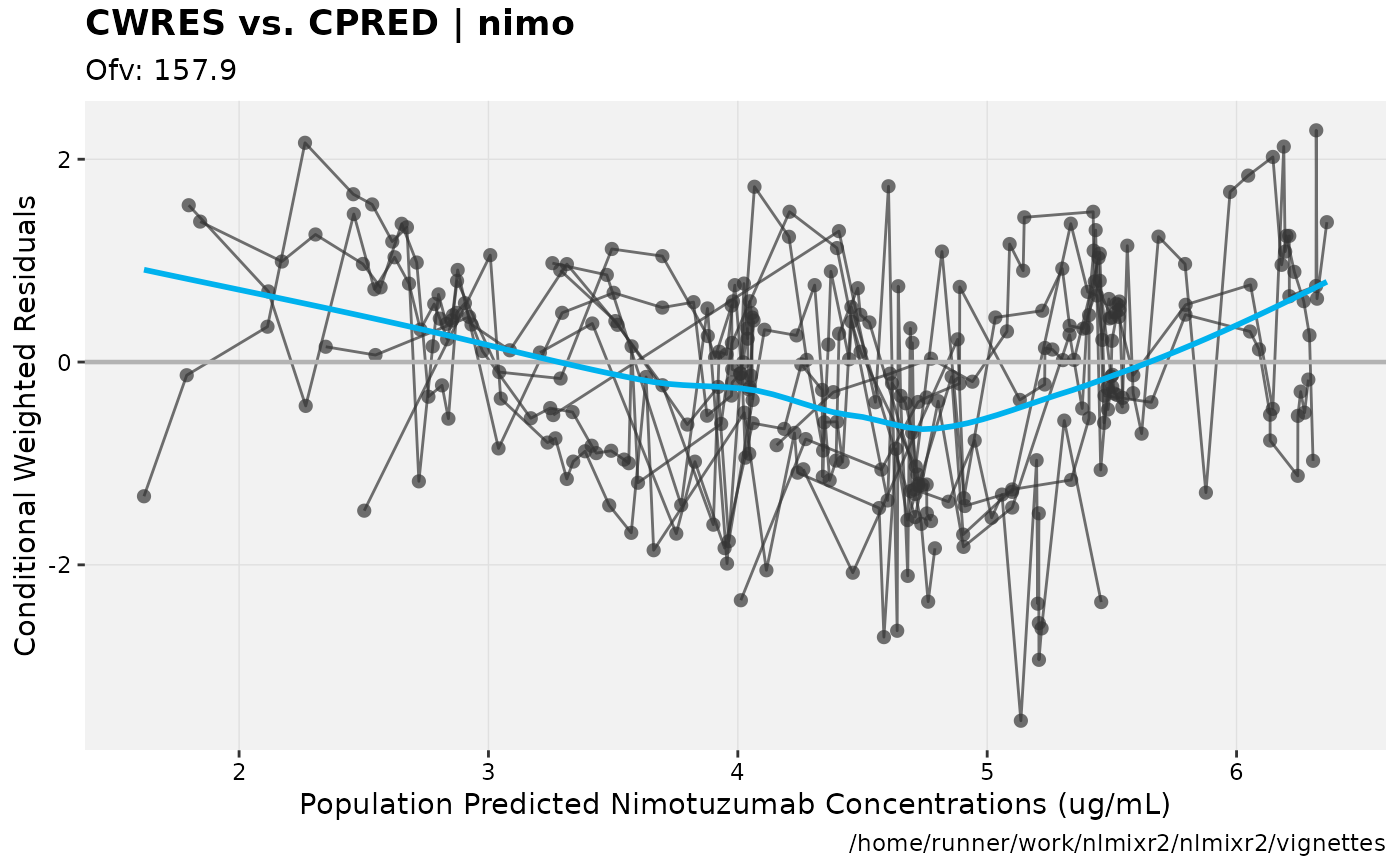 CWRES vs. CPRED | nimo
Ofv: 157.9
Conditional Weighted Residuals
2
0
-2
2 3 4 5 6
Population Predicted Nimotuzumab Concentrations (ug/mL)
/home/runner/work/nlmixr2/nlmixr2/vignettes